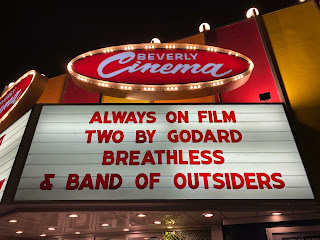 BEVERLY
Cinema
ALWAYS ON FILM
TWO BY GODARD
BREATHLESS
& BAND OF OUTSIDERS